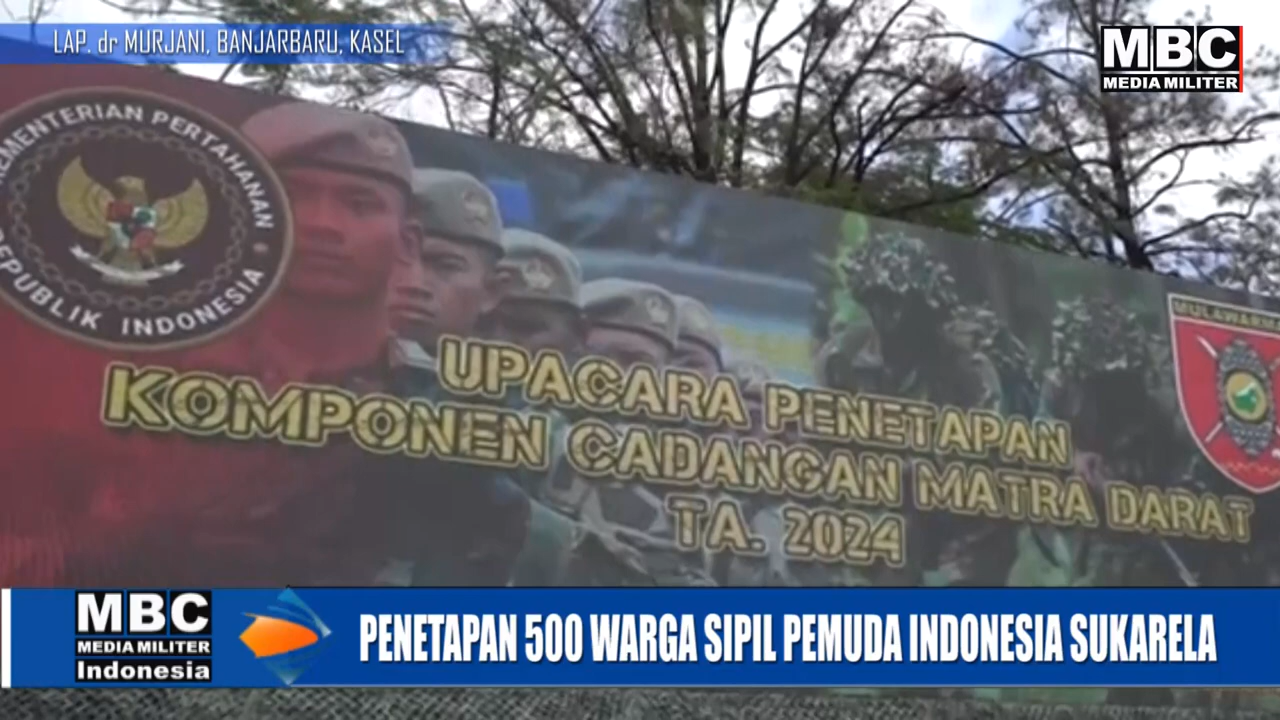 LAP. dr MURJANI, BANJARBARU, KASEL
MBC
MEDIA MILITER
KEMENTERIAN PERTAHANAN
REPUBLIK INDONESIA
MULAWARMAN
UPACARA PENETAPAN
KOMPONEN CADANGAN MATRA DARAT
TA. 2024
MBC
MEDIA MILITER
Indonesia
PENETAPAN 500 WARGA SIPIL PEMUDA INDONESIA SUKARELA